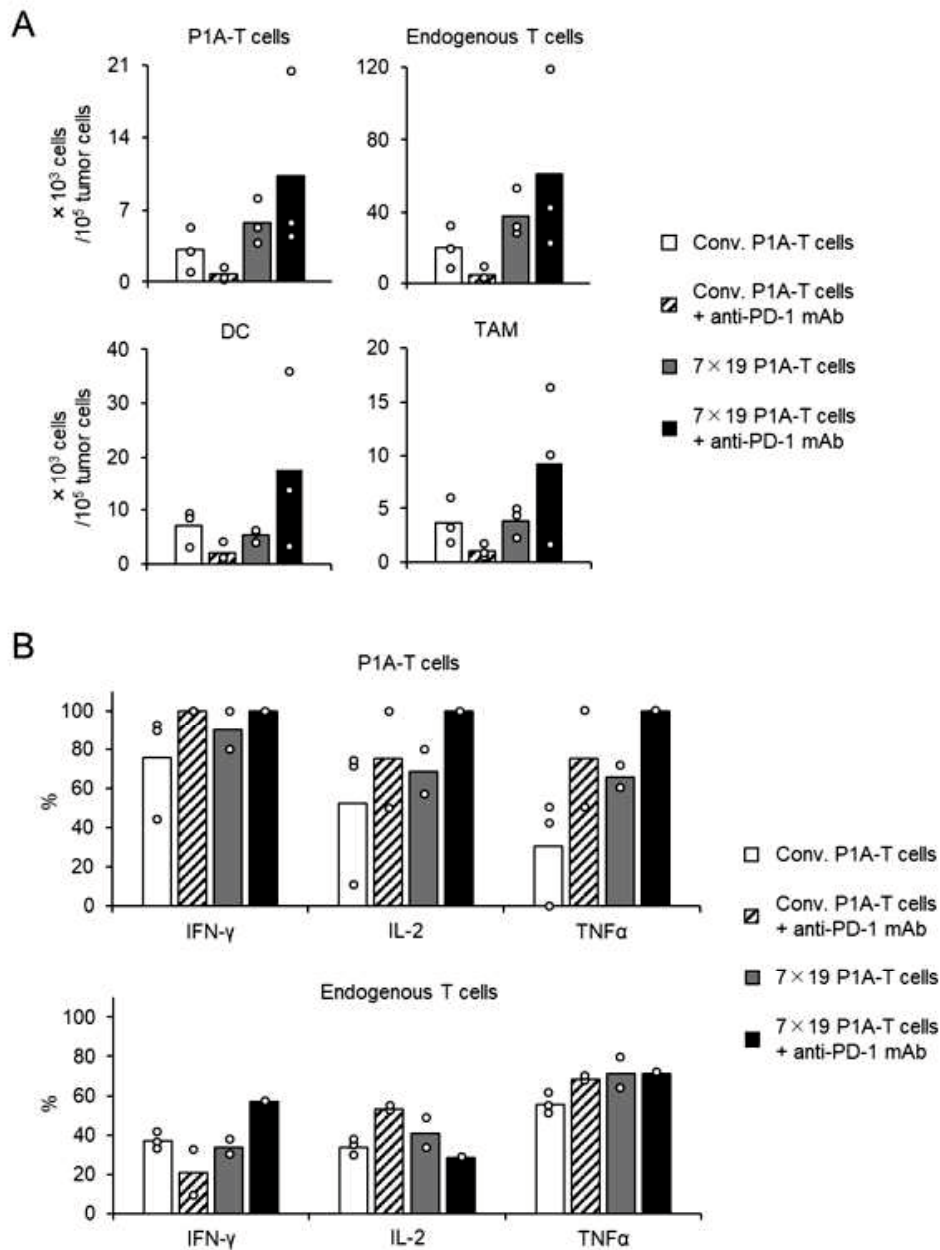 A
P1A-T cells
Endogenous T cells
× 10³ cells
/10⁵ tumor cells
21
14
7
0
120
80
40
0
DC
TAM
× 10³ cells
/10⁵ tumor cells
40
30
20
10
0
20
15
10
5
0
Conv. P1A-T cells
Conv. P1A-T cells
+ anti-PD-1 mAb
7×19 P1A-T cells
7×19 P1A-T cells
+ anti-PD-1 mAb
B
P1A-T cells
%
100
80
60
40
20
0
IFN-γ IL-2 TNFα
Endogenous T cells
%
100
80
60
40
20
0
IFN-γ IL-2 TNFα
Conv. P1A-T cells
Conv. P1A-T cells
+ anti-PD-1 mAb
7×19 P1A-T cells
7×19 P1A-T cells
+ anti-PD-1 mAb